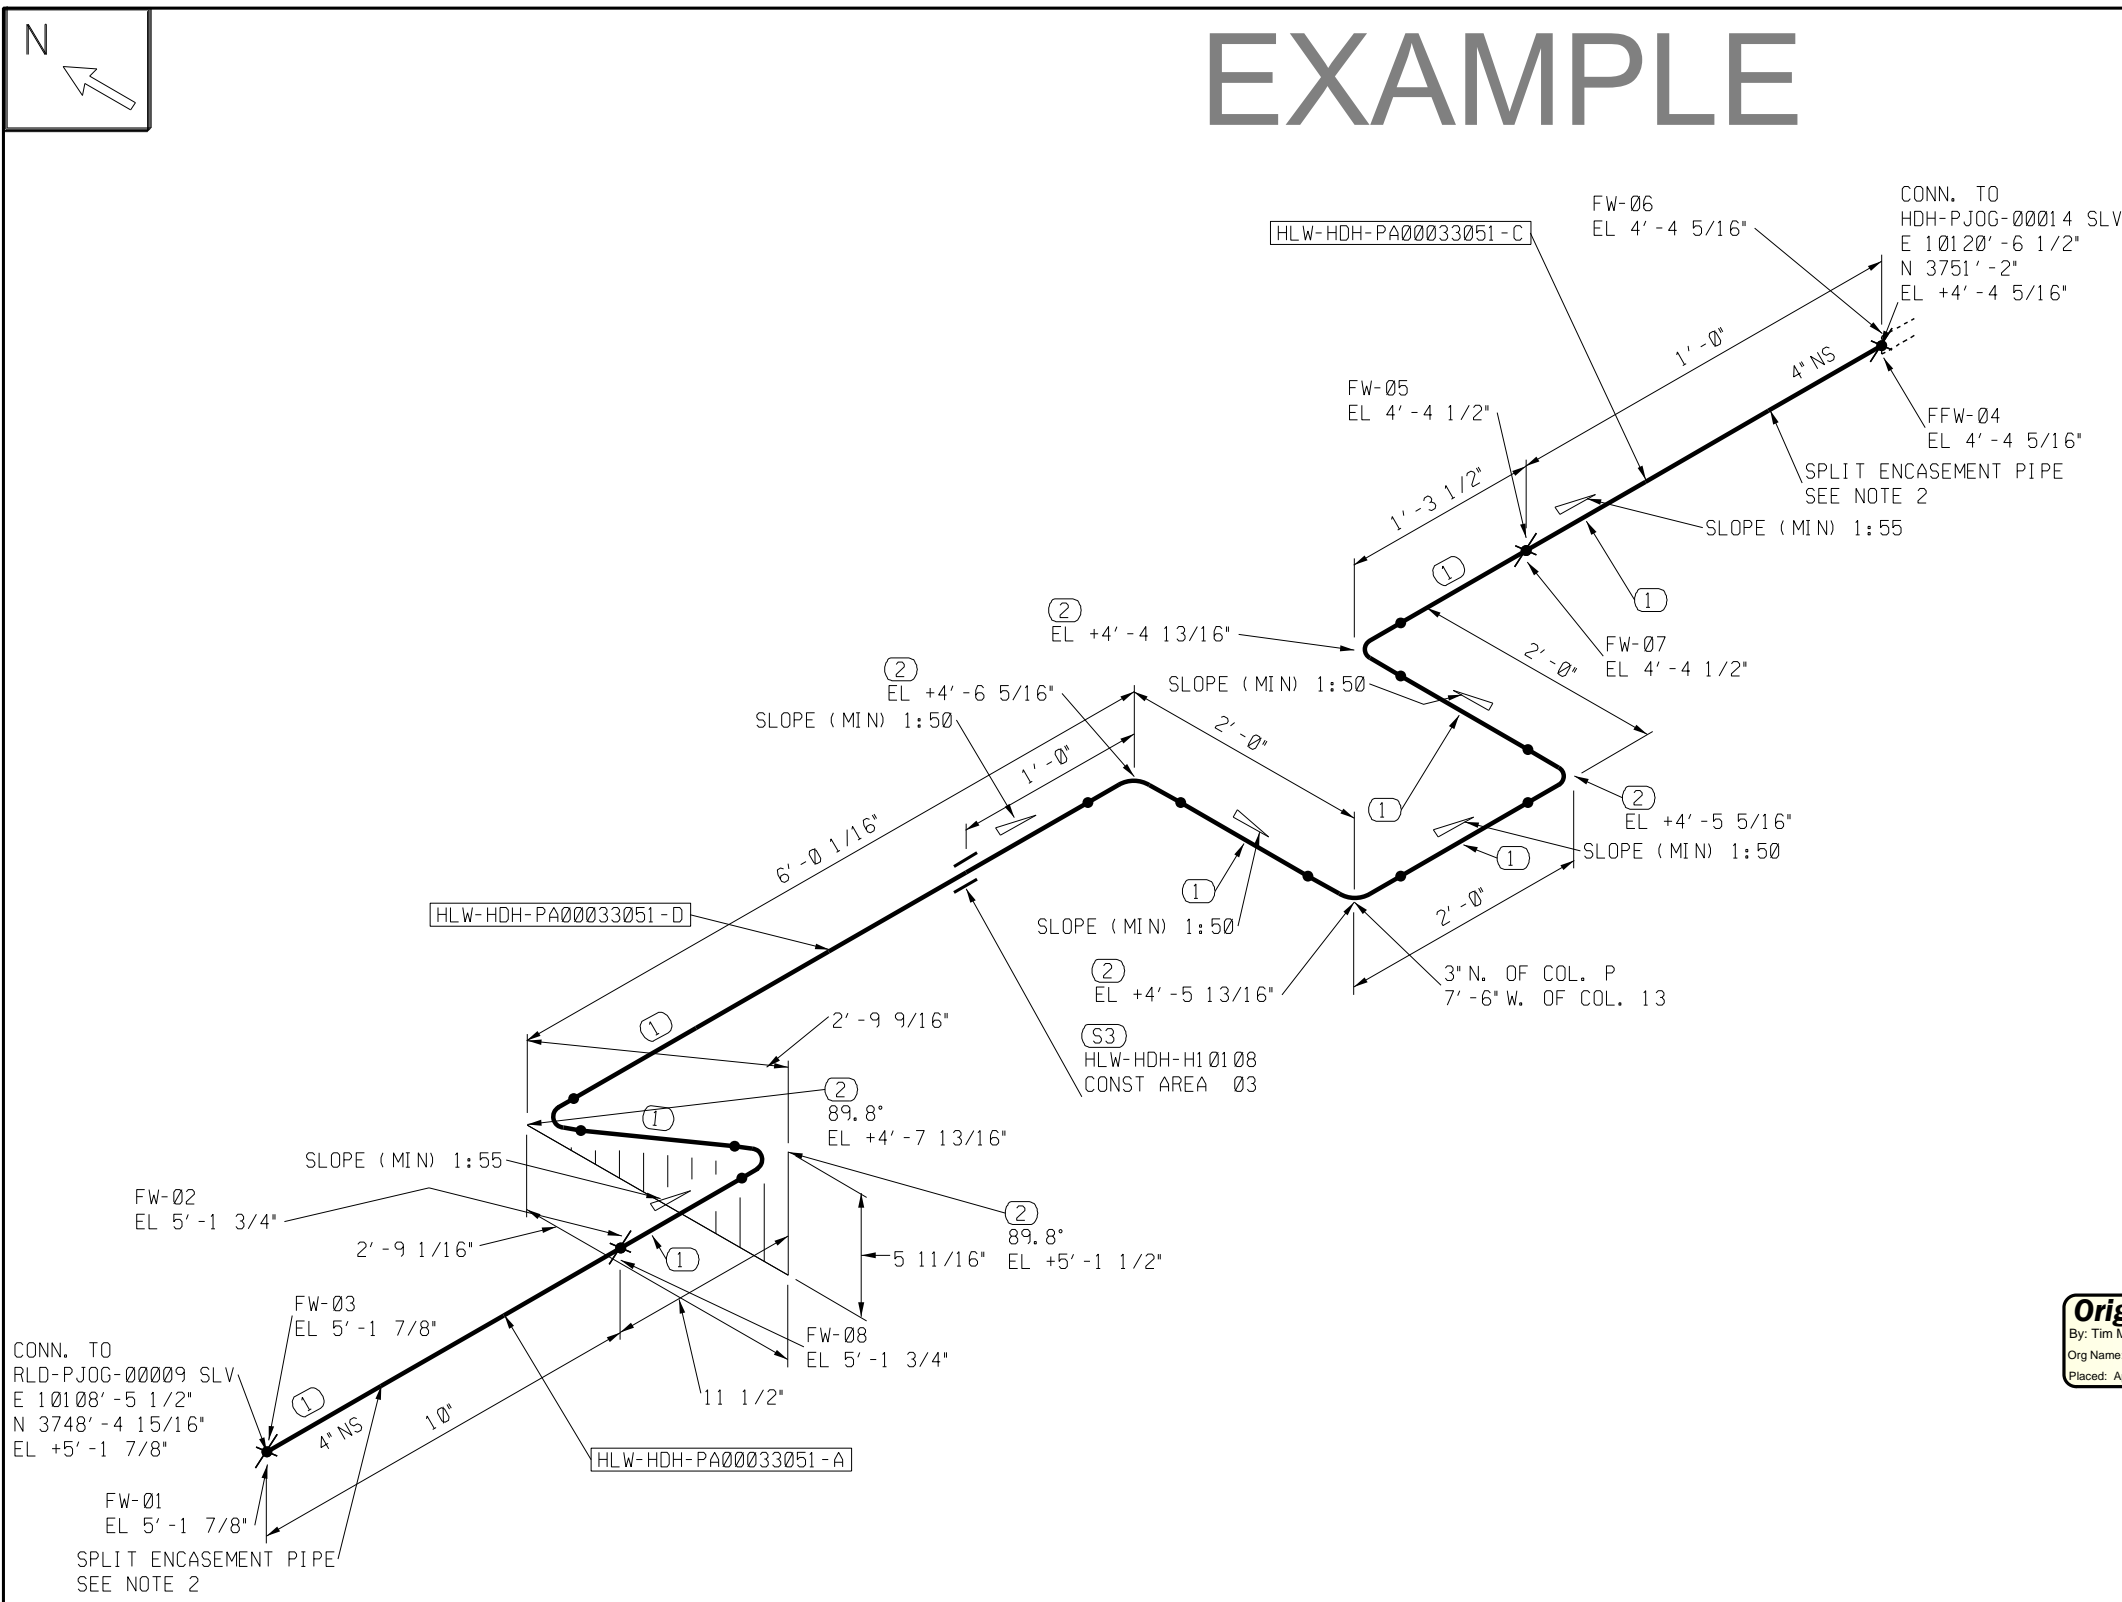 N
EXAMPLE
CONN. TO
HDH-PJOG-00014 SLV
E 10120'-6 1/2"
N 3751'-2"
EL +4'-4 5/16"
FW-06
EL 4'-4 5/16"
HLW-HDH-PA00033051-C
1'-0"
4" NS
FW-05
EL 4'-4 1/2"
FFW-04
EL 4'-4 5/16"
SPLIT ENCASEMENT PIPE
SEE NOTE 2
1'-3 1/2"
SLOPE (MIN) 1:55
1
1
2
EL +4'-4 13/16"
FW-07
EL 4'-4 1/2"
2'-0"
2
EL +4'-6 5/16"
SLOPE (MIN) 1:50
SLOPE (MIN) 1:50
2'-0"
1'-0"
1
2
EL +4'-5 5/16"
6'-0 1/16"
SLOPE (MIN) 1:50
1
1
2'-0"
HLW-HDH-PA00033051-D
SLOPE (MIN) 1:50
2
EL +4'-5 13/16"
3" N. OF COL. P
7'-6" W. OF COL. 13
1
2'-9 9/16"
S3
HLW-HDH-H10108
CONST AREA 03
2
89.8°
EL +4'-7 13/16"
1
SLOPE (MIN) 1:55
FW-02
EL 5'-1 3/4"
2
89.8°
EL +5'-1 1/2"
2'-9 1/16"
1
5 11/16"
FW-03
EL 5'-1 7/8"
FW-08
EL 5'-1 3/4"
CONN. TO
RLD-PJOG-00009 SLV
E 10108'-5 1/2"
N 3748'-4 15/16"
EL +5'-1 7/8"
1
4" NS
10"
11 1/2"
HLW-HDH-PA00033051-A
FW-01
EL 5'-1 7/8"
SPLIT ENCASEMENT PIPE
SEE NOTE 2
By: Tim
Org Name
Placed: